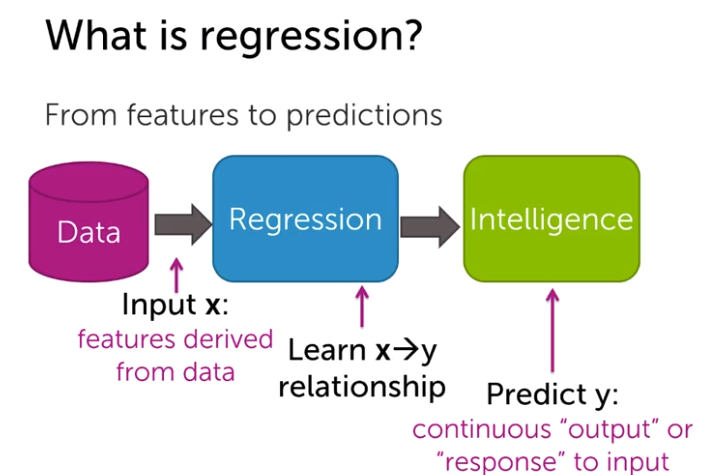 What is regression?
From features to predictions
Data
Regression
Intelligence
Input x:
features derived
from data
Learn x→y
relationship
Predict y:
continuous “output” or
“response” to input